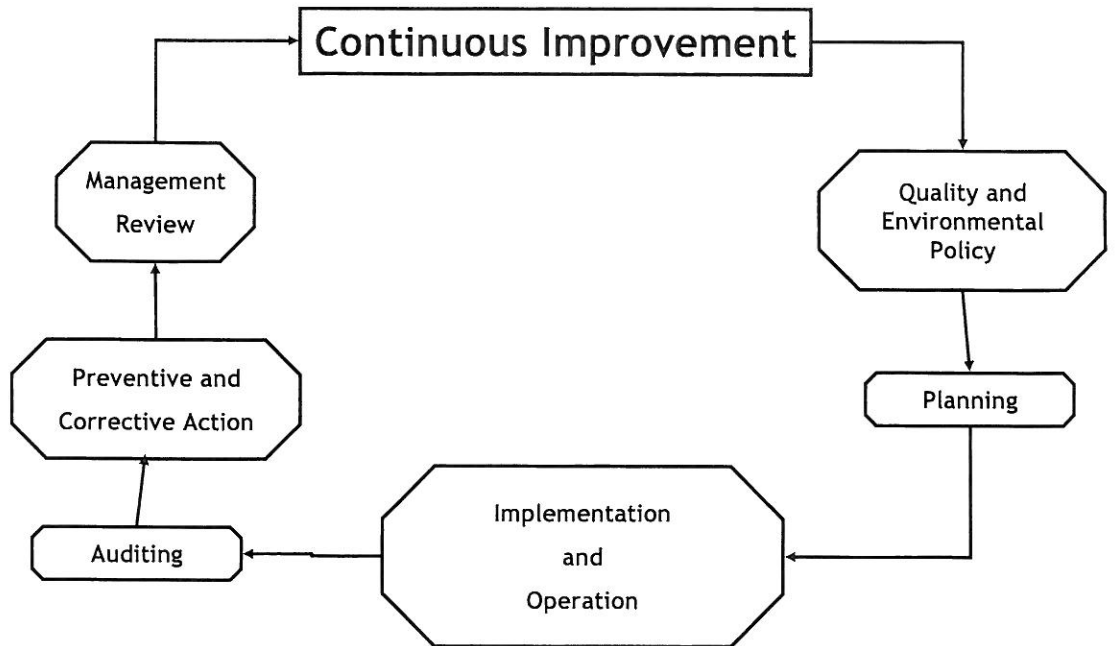 Continuous Improvement
Quality and
Environmental
Policy
Planning
Implementation
and
Operation
Auditing
Preventive and
Corrective Action
Management
Review